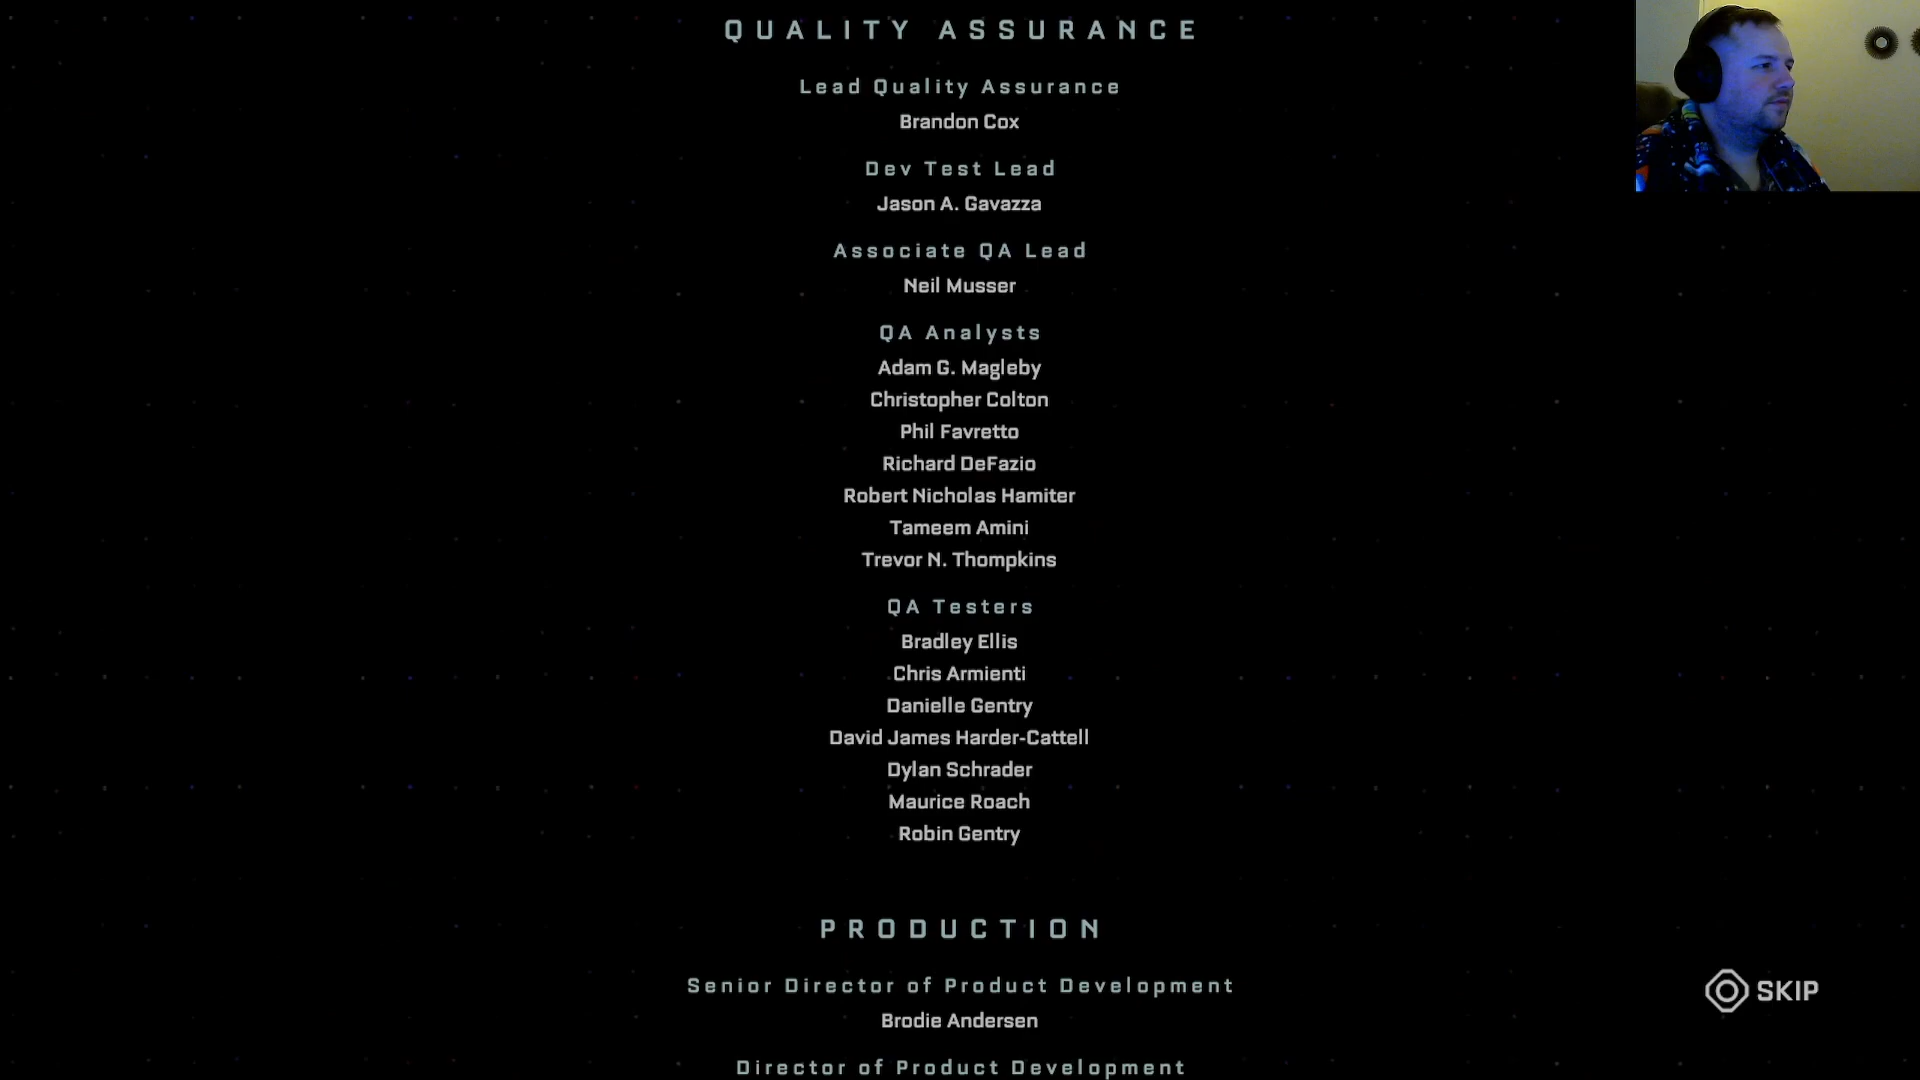 QUALITY ASSURANCE
Lead Quality Assurance
Brandon Cox
Dev Test Lead
Jason A. Gavazza
Associate QA Lead
Neil Musser
QA Analysts
Adam G. Magleby
Christopher Colton
Phil Favretto
Richard DeFazio
Robert Nicholas Hamiter
Tameem Amini
Trevor N. Thompkins
QA Testers
Bradley Ellis
Chris Armienti
Danielle Gentry
David James Harder-Cattell
Dylan Schrader
Maurice Roach
Robin Gentry
PRODUCTION
Senior Director of Product Development
Brodie Andersen
SKIP
Director of Product Development